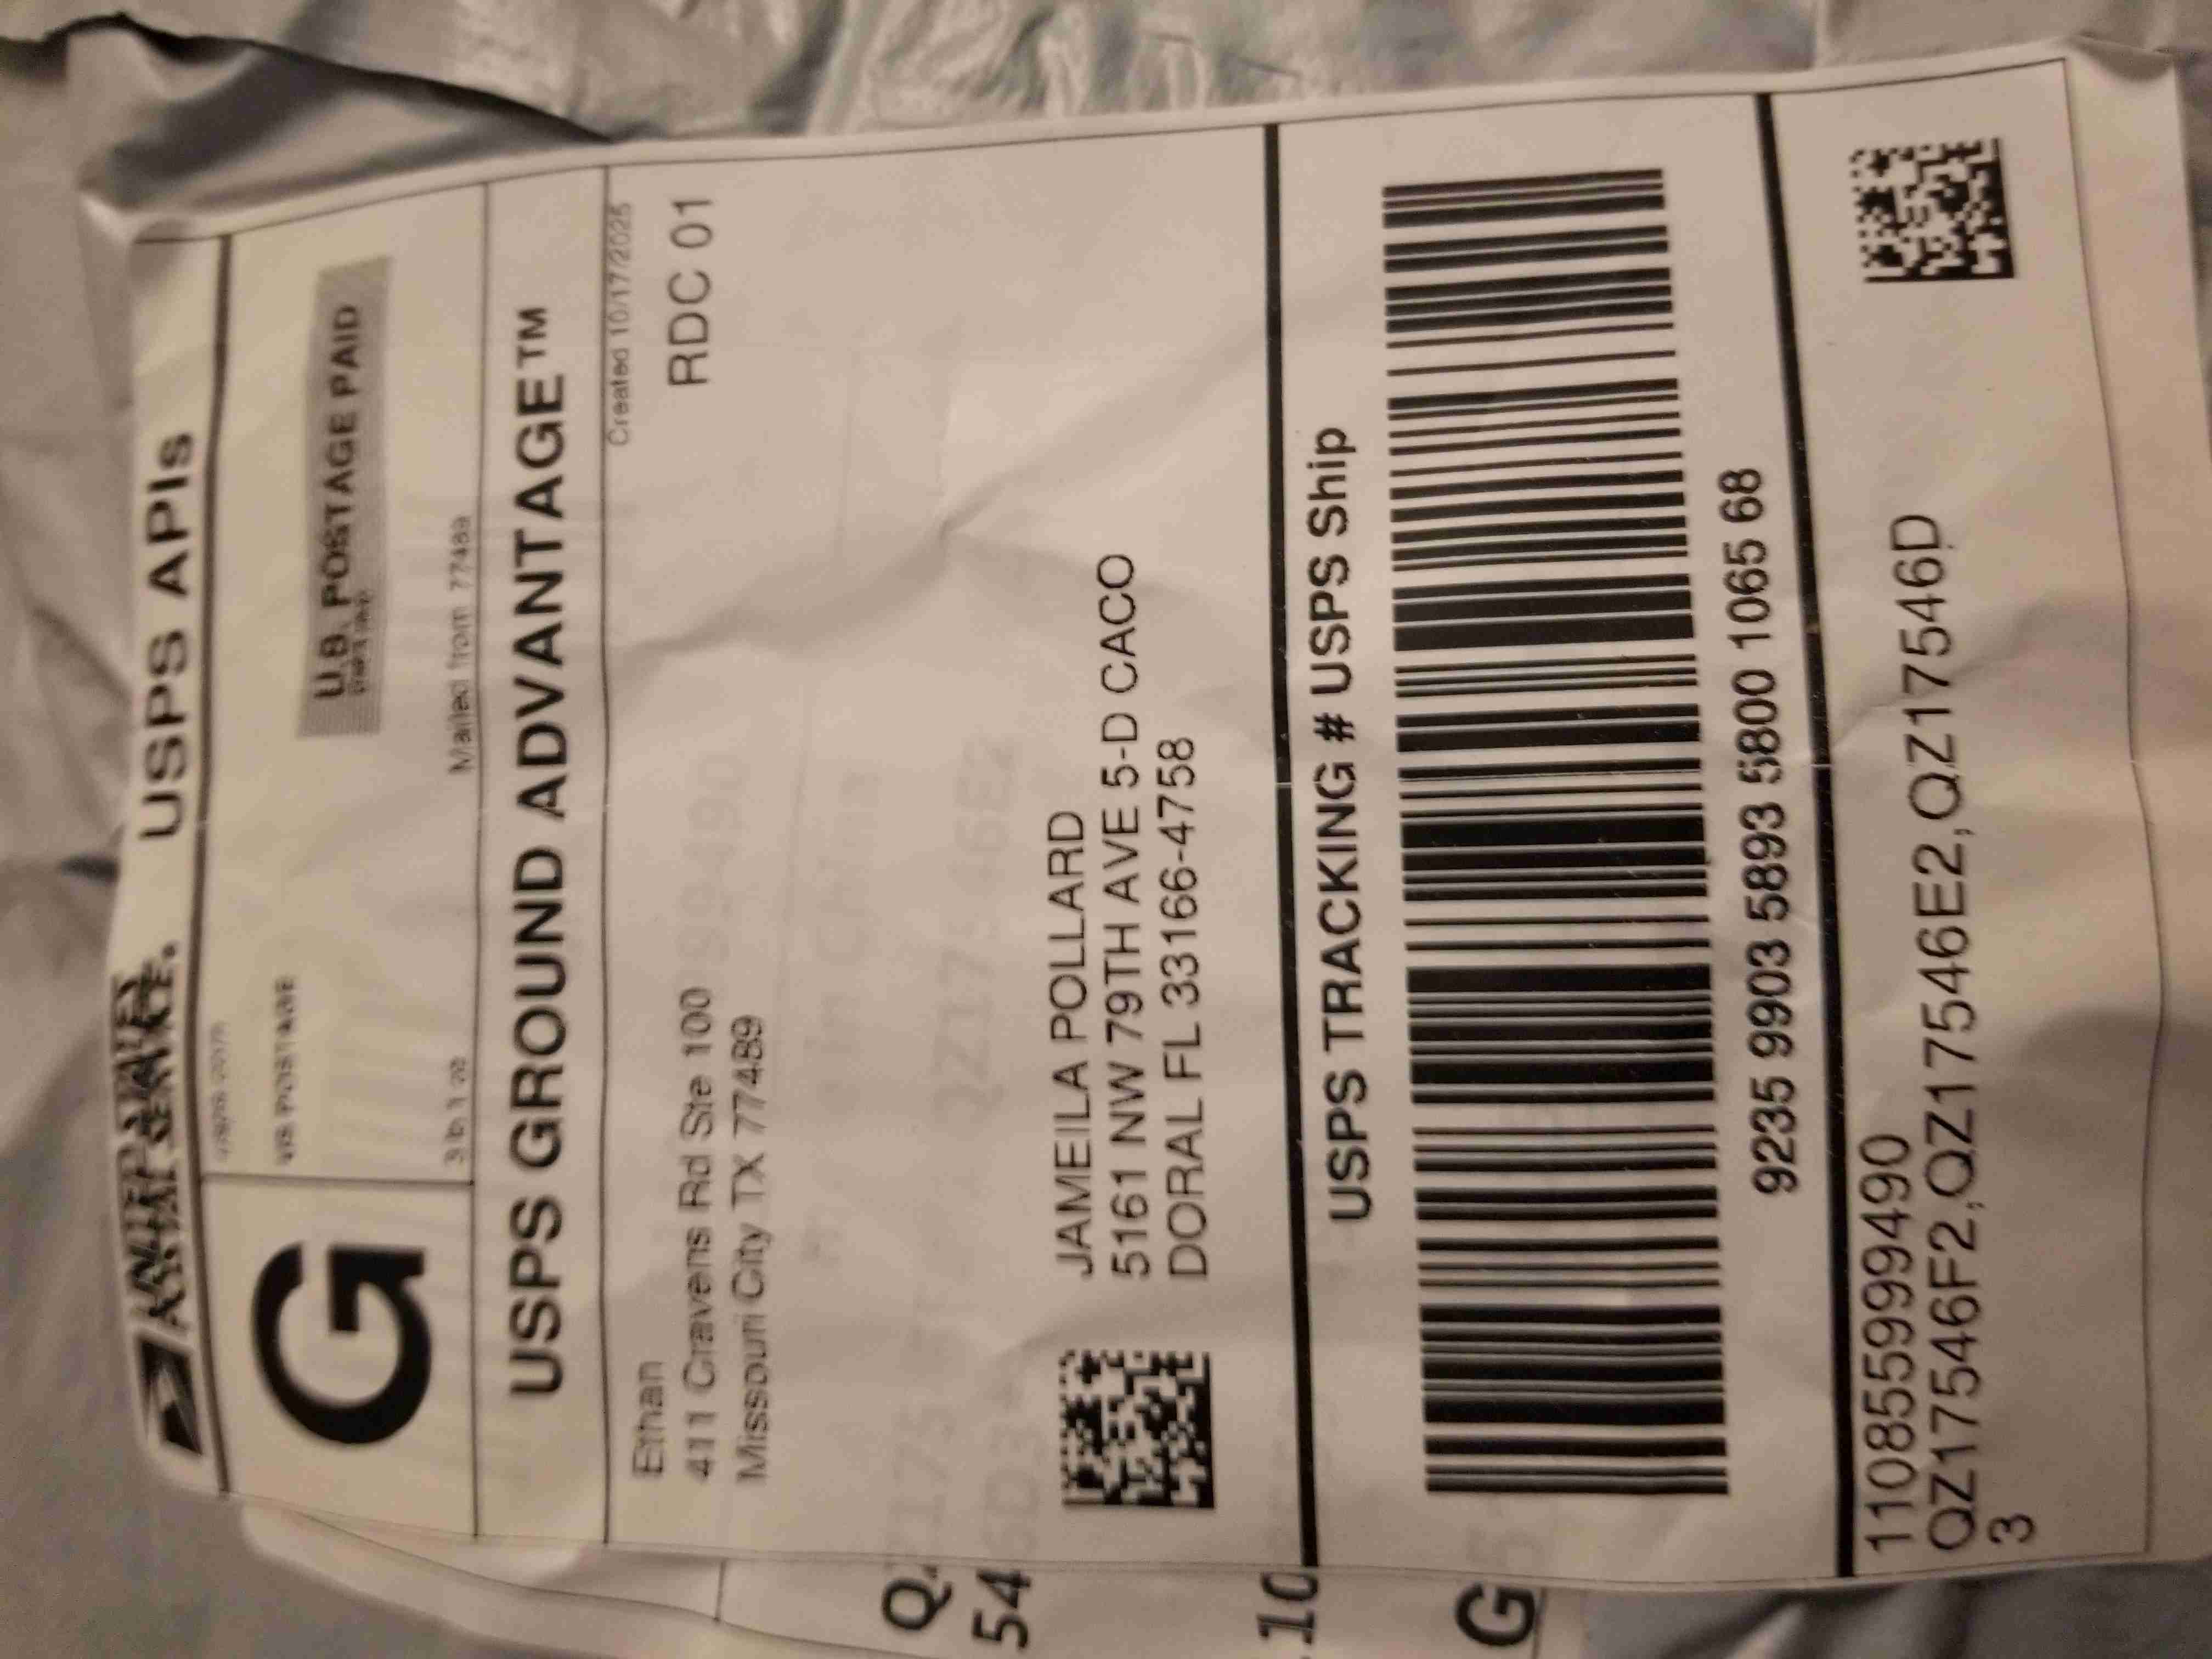 UNITED STATES
POSTAL SERVICE.
USPS APIs
G
US POSTAGE
U.S. POSTAGE PAID
Mailed from 77489
USPS GROUND ADVANTAGE™
Created 10/17/2025
Ethan
411 Cravens Rd Ste 100
Missouri City TX 77489
RDC 01
JAMEILA POLLARD
5161 NW 79TH AVE 5-D CACO
DORAL FL 33166-4758
USPS TRACKING # USPS Ship
9235 9903 5893 5800 1065 68
1108559999490
QZ17546F2,QZ17546E2,QZ17546D
3
Q
54
10
G